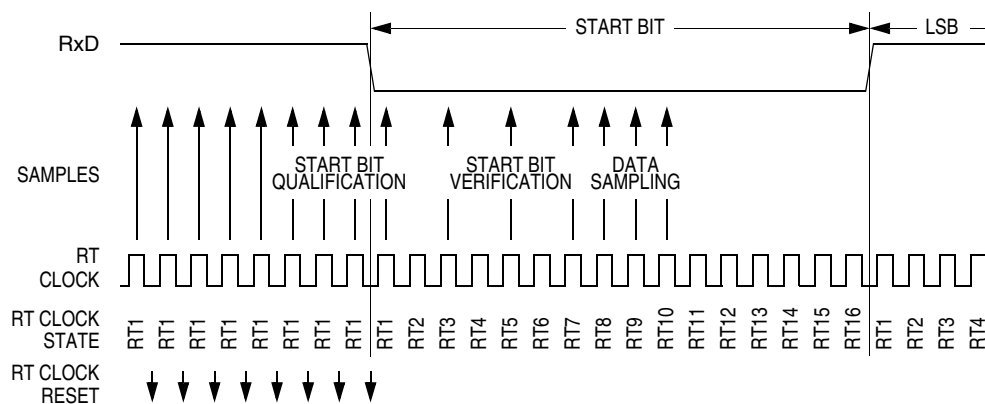 START BIT
LSB
RxD
SAMPLES
START BIT
QUALIFICATION
START BIT
VERIFICATION
DATA
SAMPLING
RT
CLOCK
RT CLOCK
STATE
RT1 RT1 RT1 RT1 RT1 RT1 RT1 RT1 RT1 RT2 RT3 RT4 RT5 RT6 RT7 RT8 RT9 RT10 RT11 RT12 RT13 RT14 RT15 RT16 RT1 RT2 RT3 RT4
RT CLOCK
RESET